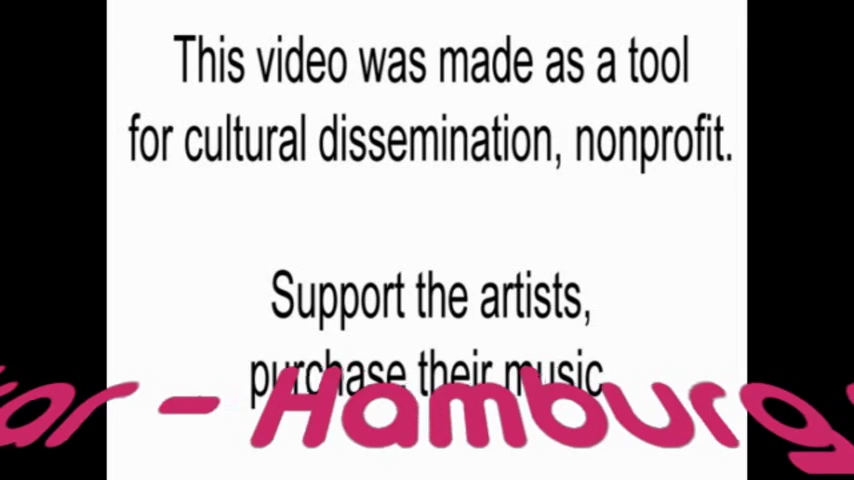 This video was made as a tool
for cultural dissemination, nonprofit.
Support the artists,
purchase their music
- Hamburg